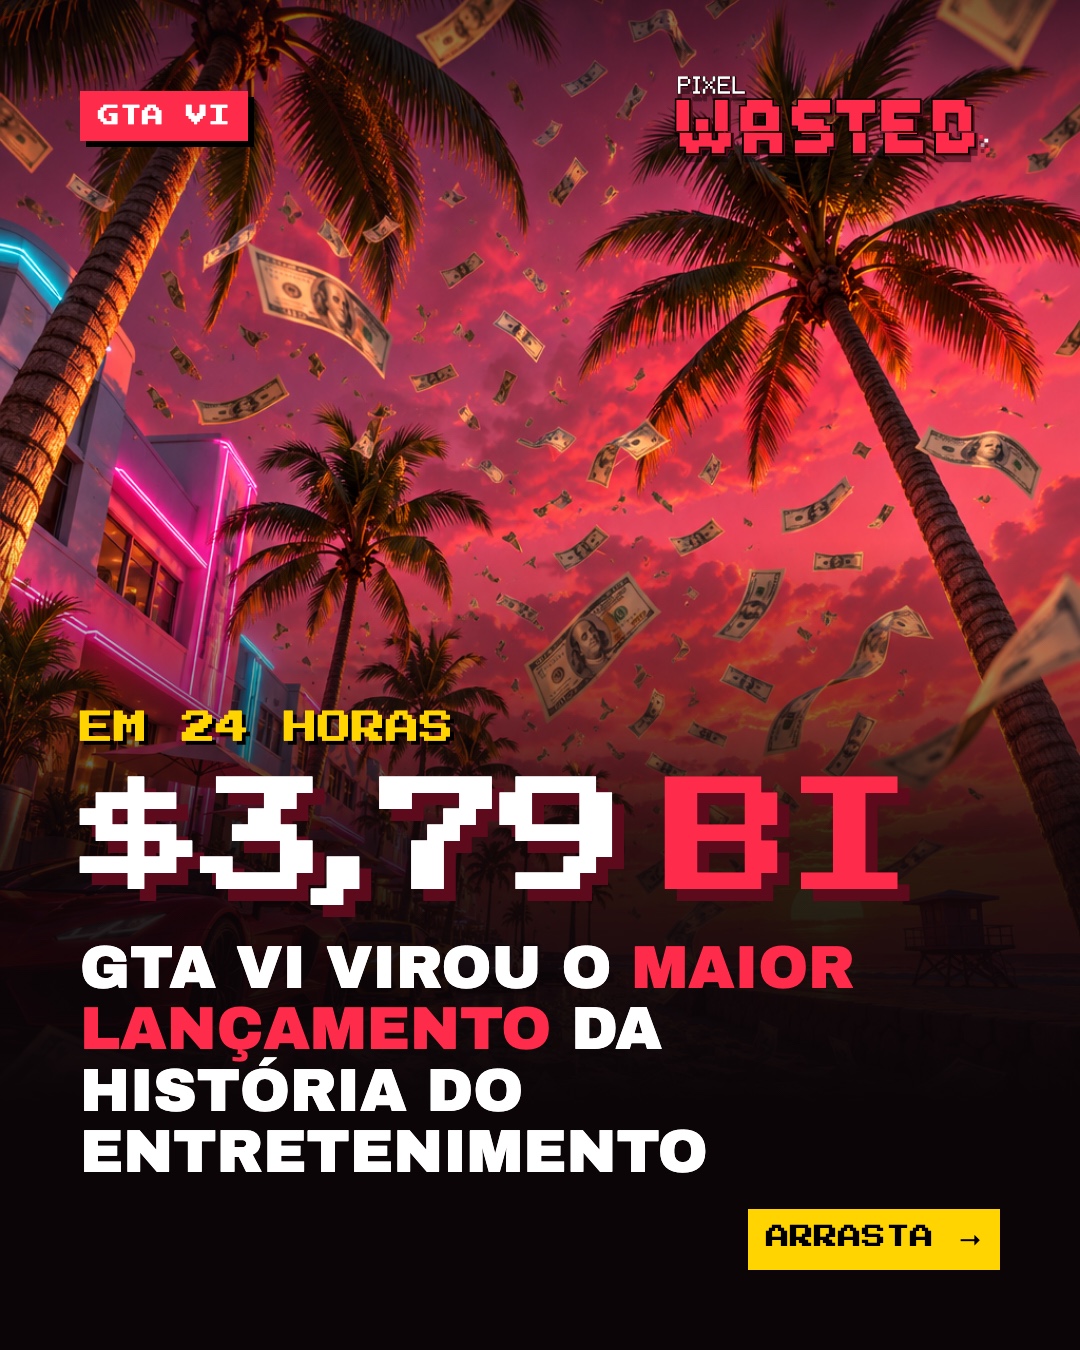 GTA VI
PIXEL
WASTED
EM 24 HORAS
$3,79 BI
GTA VI VIROU O MAIOR
LANÇAMENTO DA
HISTÓRIA DO
ENTRETENIMENTO
ARRASTA →